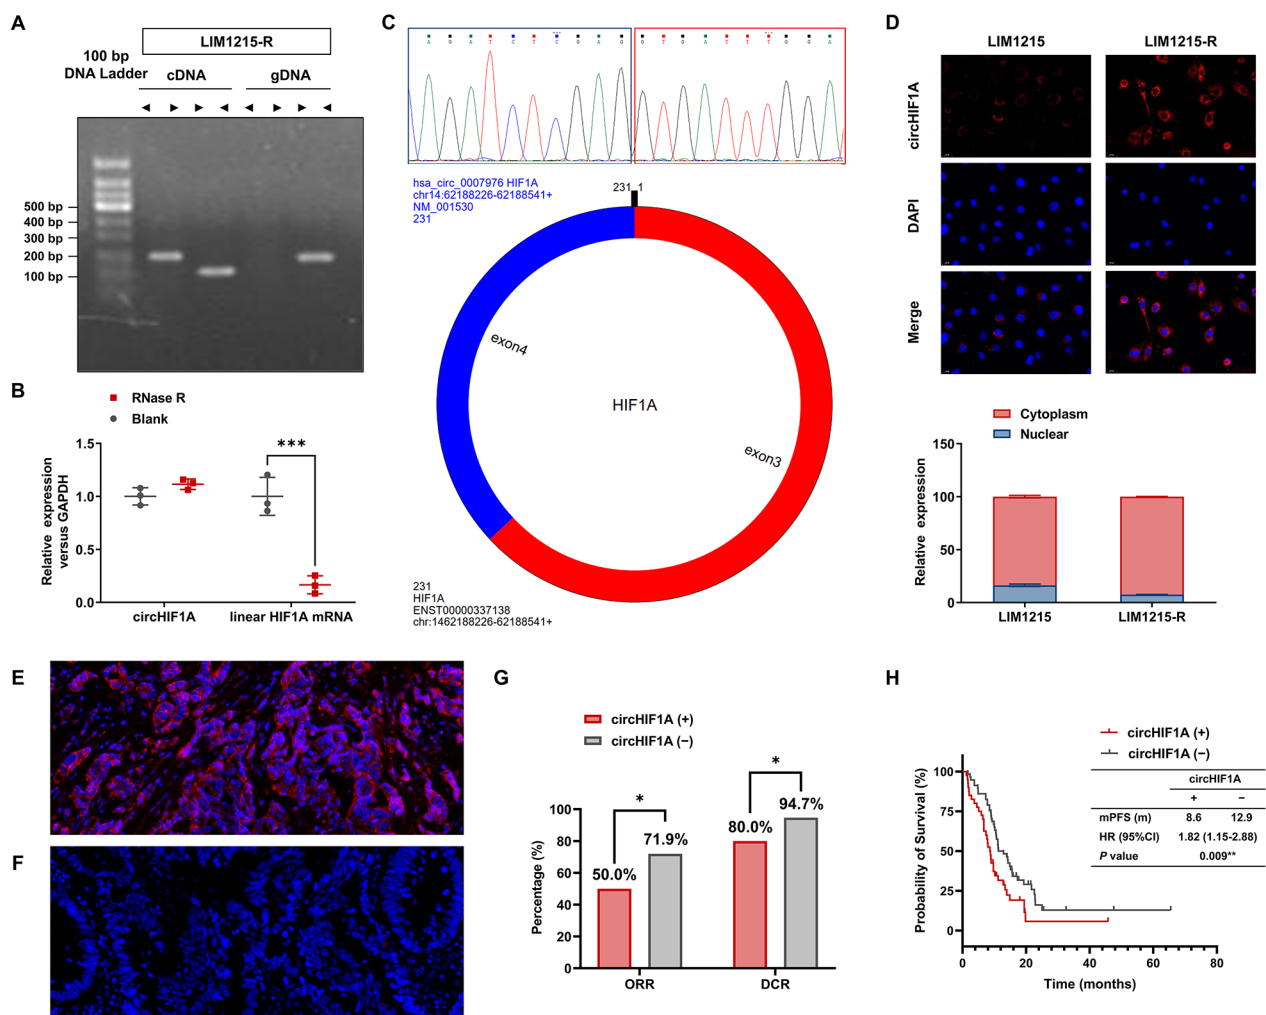 A
LIM1215-R
100 bp
DNA Ladder
cDNA
gDNA
500 bp
400 bp
300 bp
200 bp
100 bp
B
RNase R
Blank
Relative expression
versus GAPDH
1.5
1.0
0.5
0.0
***
circHIF1A
linear HIF1A mRNA
C
A G A T C T C G A G G T G A T T T G G A
hsa_circ_0007976 HIF1A
chr14:62188226-62188541+
NM_001530
231
231 1
exon4
HIF1A
exon3
231
HIF1A
ENST00000337138
chr:1462188226-62188541+
D
LIM1215
LIM1215-R
circHIF1A
DAPI
Merge
Cytoplasm
Nuclear
Relative expression
150
100
50
0
LIM1215
LIM1215-R
E
F
G
circHIF1A (+)
circHIF1A (−)
Percentage (%)
100
80
60
40
20
0
*
50.0%
71.9%
*
80.0%
94.7%
ORR
DCR
H
circHIF1A (+)
circHIF1A (−)
circHIF1A
+ −
mPFS (m) 8.6 12.9
HR (95%CI) 1.82 (1.15-2.88)
P value 0.009**
Probability of Survival (%)
100
75
50
25
0
0 20 40 60 80
Time (months)